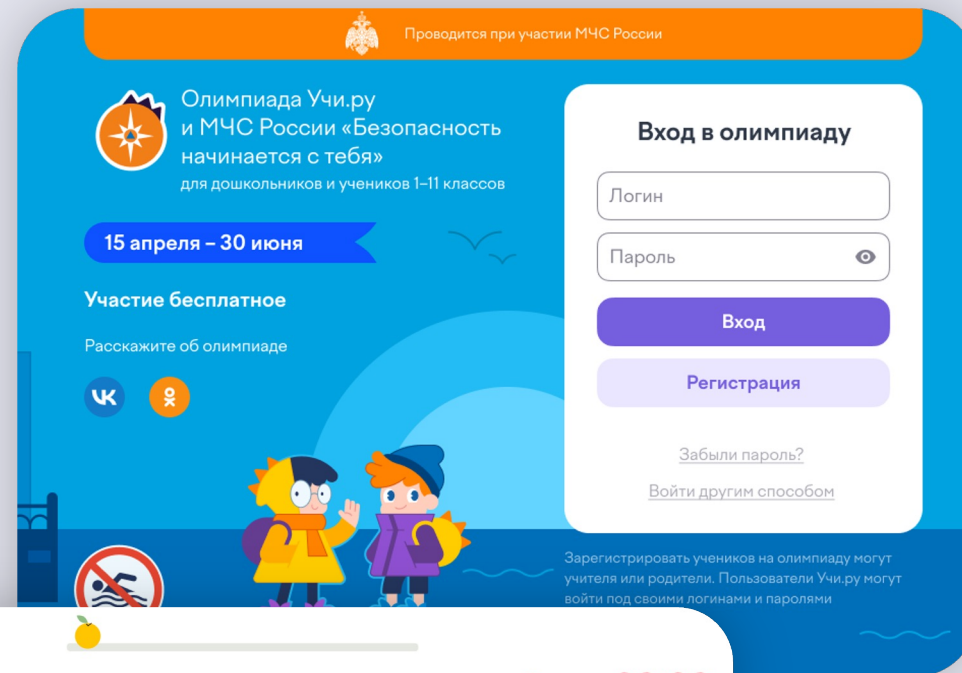 Проводится при участии МЧС России
Олимпиада Учи.ру
и МЧС России «Безопасность
начинается с тебя»
для дошкольников и учеников 1–11 классов
15 апреля – 30 июня
Участие бесплатное
Расскажите об олимпиаде
Вход в олимпиаду
Логин
Пароль
Вход
Регистрация
Забыли пароль?
Войти другим способом
Зарегистрировать учеников на олимпиаду могут
учителя или родители. Пользователи Учи.ру могут
войти под своими логинами и паролями